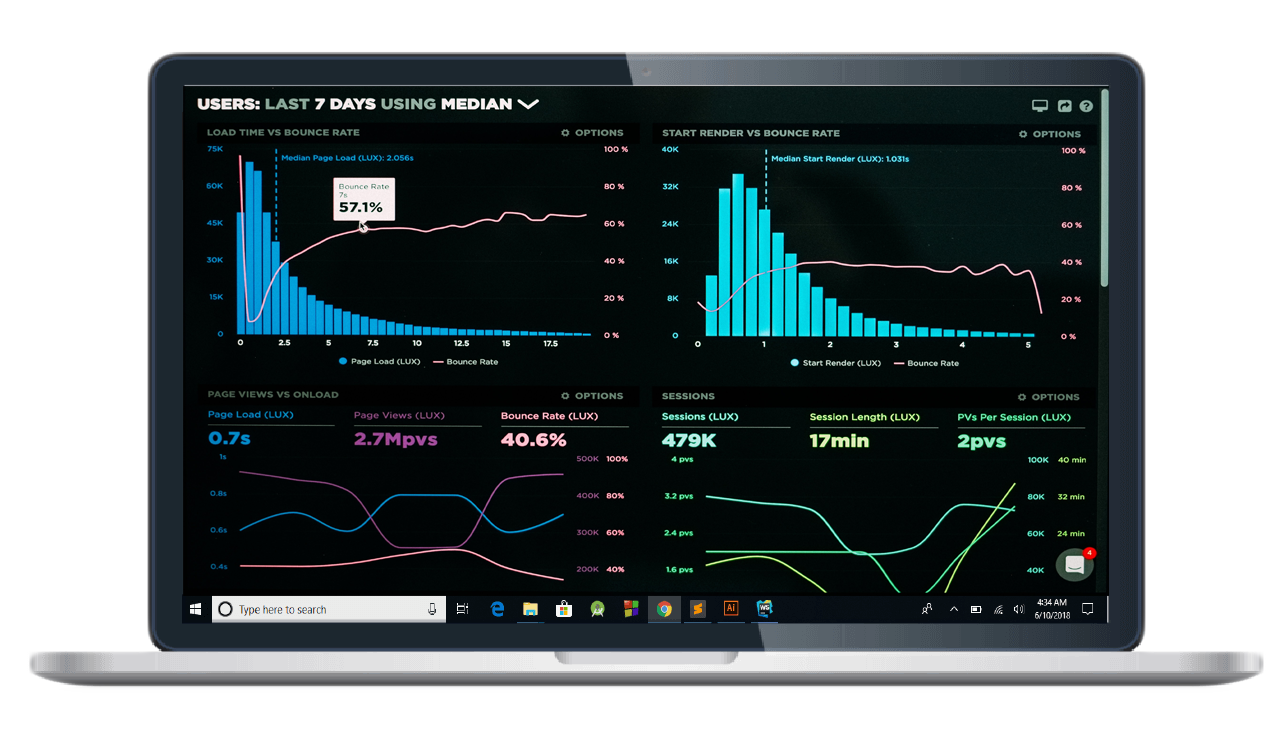 USERS: LAST 7 DAYS USING MEDIAN
LOAD TIME VS BOUNCE RATE
OPTIONS
75K
100 %
Median Page Load (LUX): 2.056s
60K
80 %
Bounce Rate
7s
57.1%
45K
60 %
30K
40 %
15K
20 %
0
0 %
0 2.5 5 7.5 10 12.5 15 17.5
Page Load (LUX) Bounce Rate
START RENDER VS BOUNCE RATE
OPTIONS
40K
100 %
Median Start Render (LUX): 1.031s
32K
80 %
24K
60 %
16K
40 %
8K
20 %
0
0 %
0 1 2 3 4 5
Start Render (LUX) Bounce Rate
PAGE VIEWS VS ONLOAD
OPTIONS
Page Load (LUX) Page Views (LUX) Bounce Rate (LUX)
0.7s 2.7Mpvs 40.6%
1s 500K 100%
0.8s 400K 80%
0.6s 300K 60%
0.4s 200K 40%
SESSIONS
OPTIONS
Sessions (LUX) Session Length (LUX) PVs Per Session (LUX)
479K 17min 2pvs
4 pvs 100K 40 min
3.2 pvs 80K 32 min
2.4 pvs 60K 24 min
1.6 pvs 40K
4
Type here to search
Ai
WS
4:34 AM
6/10/2018